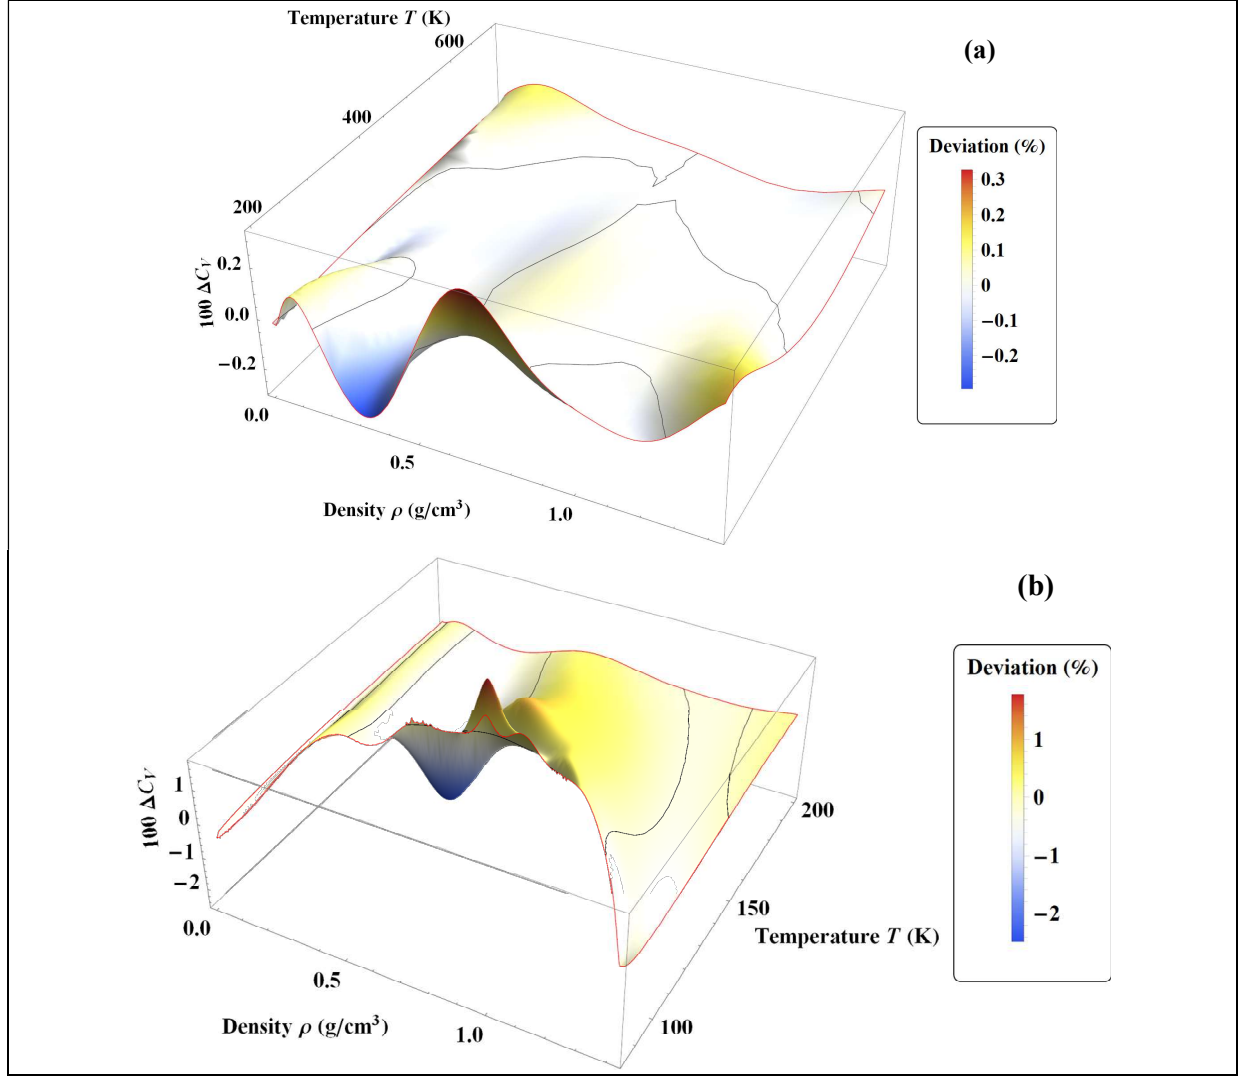 Temperature T (K)
600
400
200
(a)
Deviation (%)
0.3
0.2
0.1
0
−0.1
−0.2
100 ΔC_V
0.2
0.0
−0.2
0.0
0.5
1.0
Density ρ (g/cm³)
(b)
Deviation (%)
1
0
−1
−2
100 ΔC_V
1
0
−1
−2
0.0
0.5
1.0
Density ρ (g/cm³)
200
150
100
Temperature T (K)